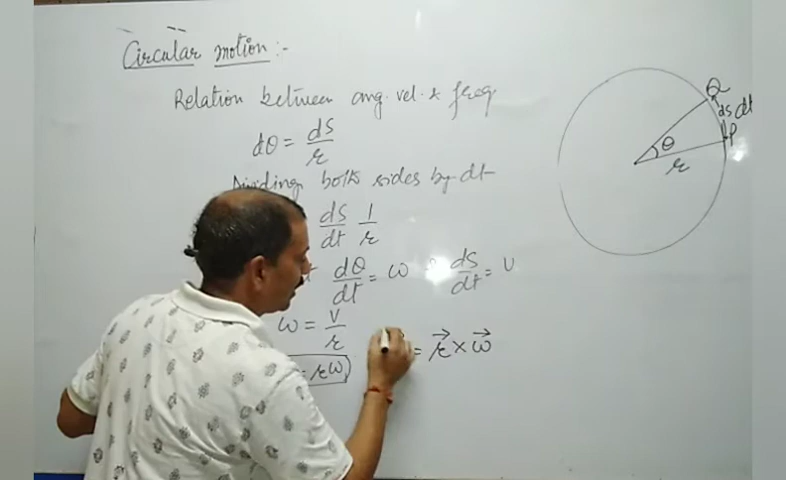 Circular motion :-
Relation between ang. vel. & freq
dθ = ds/r
Dividing both sides by dt
ds/dt 1/r
dθ/dt = ω & ds/dt = v
ω = v/r
= rω
= r⃗ × ω⃗
Q
ds dt
P
θ
r